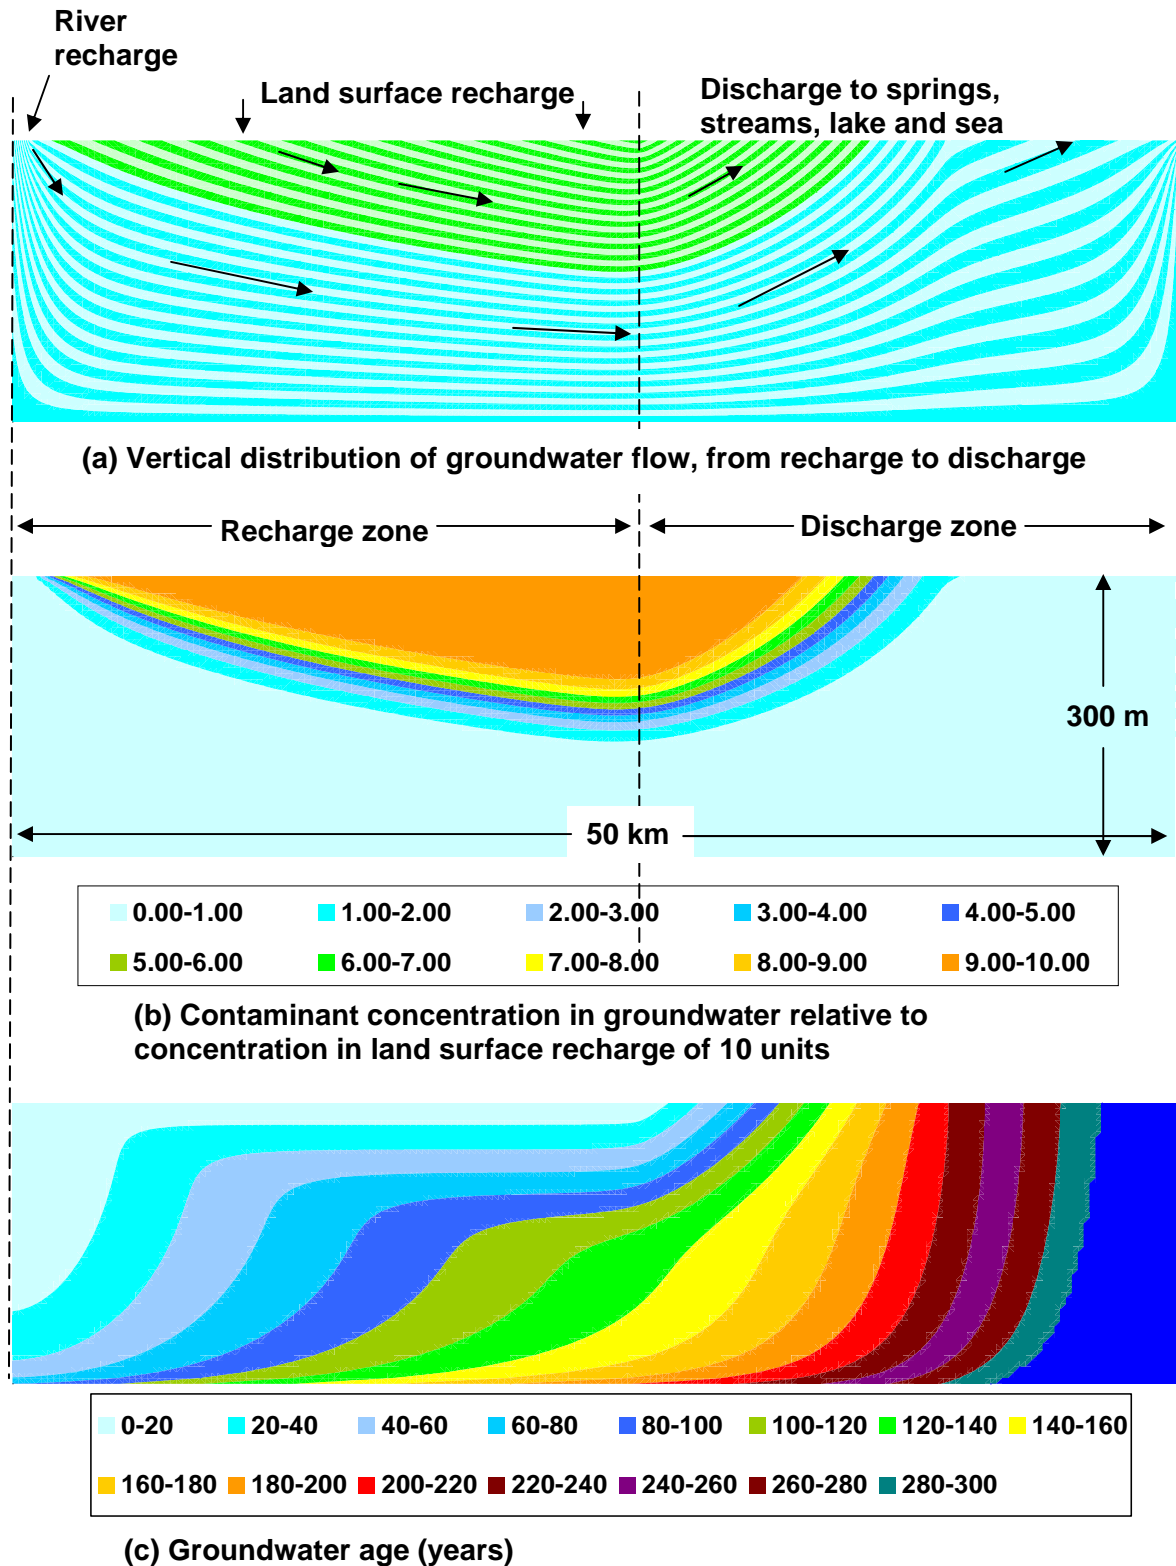 River
recharge
Land surface recharge
Discharge to springs,
streams, lake and sea
(a) Vertical distribution of groundwater flow, from recharge to discharge
Recharge zone
Discharge zone
300 m
50 km
0.00-1.00 1.00-2.00 2.00-3.00 3.00-4.00 4.00-5.00
5.00-6.00 6.00-7.00 7.00-8.00 8.00-9.00 9.00-10.00
(b) Contaminant concentration in groundwater relative to
concentration in land surface recharge of 10 units
0-20 20-40 40-60 60-80 80-100 100-120 120-140 140-160
160-180 180-200 200-220 220-240 240-260 260-280 280-300
(c) Groundwater age (years)